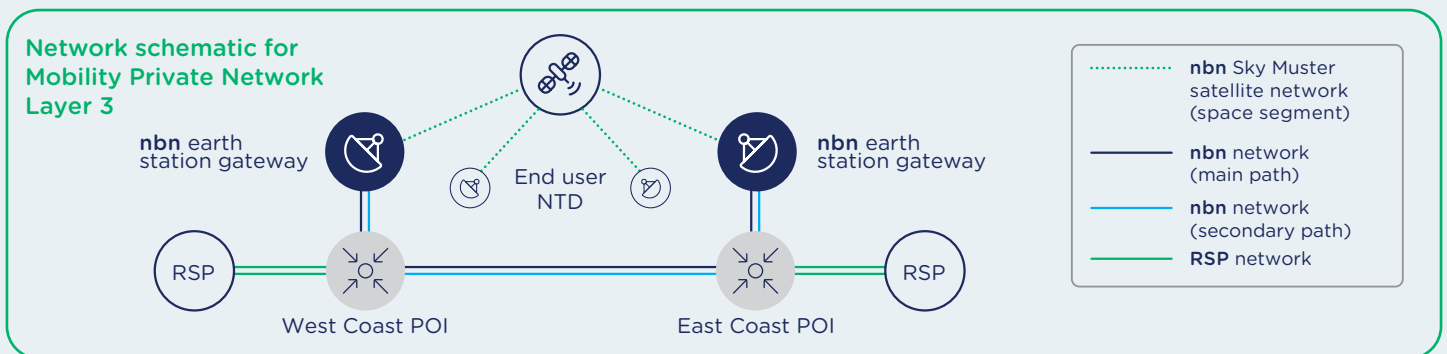 Network schematic for
Mobility Private Network
Layer 3
nbn earth
station gateway
End user
NTD
nbn earth
station gateway
RSP
West Coast POI
East Coast POI
RSP
nbn Sky Muster
satellite network
(space segment)
nbn network
(main path)
nbn network
(secondary path)
RSP network